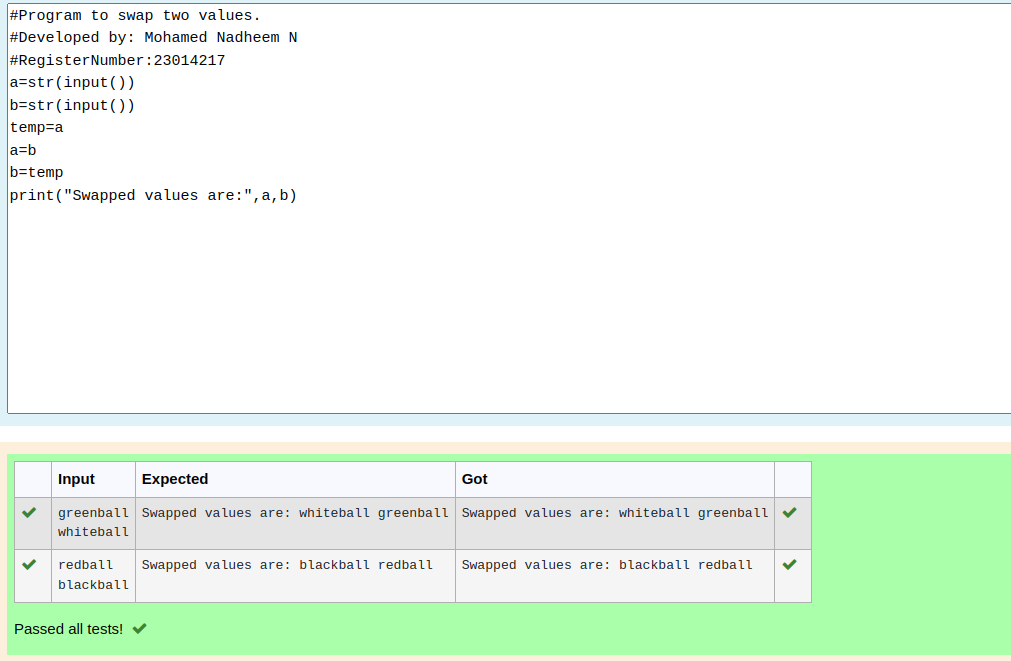 #Program to swap two values.
#Developed by: Mohamed Nadheem N
#RegisterNumber:23014217
a=str(input())
b=str(input())
temp=a
a=b
b=temp
print("Swapped values are:",a,b)
Input Expected Got
greenball Swapped values are: whiteball greenball Swapped values are: whiteball greenball
whiteball
redball Swapped values are: blackball redball Swapped values are: blackball redball
blackball
Passed all tests!